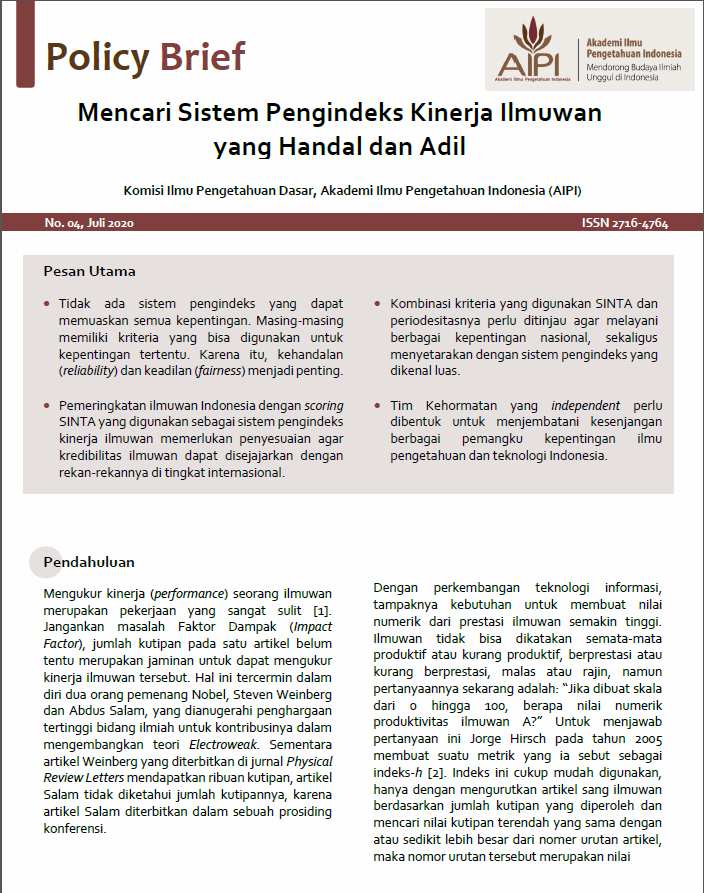 Policy Brief
AIPI
Akademi Ilmu Pengetahuan Indonesia
Akademi Ilmu
Pengetahuan Indonesia
Mendorong Budaya Ilmiah
Unggul di Indonesia
Mencari Sistem Pengindeks Kinerja Ilmuwan
yang Handal dan Adil
Komisi Ilmu Pengetahuan Dasar, Akademi Ilmu Pengetahuan Indonesia (AIPI)
No. 04, Juli 2020
ISSN 2716-4764
Pesan Utama
• Tidak ada sistem pengindeks yang dapat
memuaskan semua kepentingan. Masing-masing
memiliki kriteria yang bisa digunakan untuk
kepentingan tertentu. Karena itu, kehandalan
(reliability) dan keadilan (fairness) menjadi penting.
• Pemeringkatan ilmuwan Indonesia dengan scoring
SINTA yang digunakan sebagai sistem pengindeks
kinerja ilmuwan memerlukan penyesuaian agar
kredibilitas ilmuwan dapat disejajarkan dengan
rekan-rekannya di tingkat internasional.
• Kombinasi kriteria yang digunakan SINTA dan
periodesitasnya perlu ditinjau agar melayani
berbagai kepentingan nasional, sekaligus
menyetarakan dengan sistem pengindeks yang
dikenal luas.
• Tim Kehormatan yang independent perlu
dibentuk untuk menjembatani kesenjangan
berbagai pemangku kepentingan ilmu
pengetahuan dan teknologi Indonesia.
Pendahuluan
Mengukur kinerja (performance) seorang ilmuwan
merupakan pekerjaan yang sangat sulit [1].
Jangankan masalah Faktor Dampak (Impact
Factor), jumlah kutipan pada satu artikel belum
tentu merupakan jaminan untuk dapat mengukur
kinerja ilmuwan tersebut. Hal ini tercermin dalam
diri dua orang pemenang Nobel, Steven Weinberg
dan Abdus Salam, yang dianugerahi penghargaan
tertinggi bidang ilmiah untuk kontribusinya dalam
mengembangkan teori Electroweak. Sementara
artikel Weinberg yang diterbitkan di jurnal Physical
Review Letters mendapatkan ribuan kutipan, artikel
Salam tidak diketahui jumlah kutipannya, karena
artikel Salam diterbitkan dalam sebuah prosiding
konferensi.
Dengan perkembangan teknologi informasi,
tampaknya kebutuhan untuk membuat nilai
numerik dari prestasi ilmuwan semakin tinggi.
Ilmuwan tidak bisa dikatakan semata-mata
produktif atau kurang produktif, berprestasi atau
kurang berprestasi, malas atau rajin, namun
pertanyaannya sekarang adalah: “Jika dibuat skala
dari 0 hingga 100, berapa nilai numerik
produktivitas ilmuwan A?” Untuk menjawab
pertanyaan ini Jorge Hirsch pada tahun 2005
membuat suatu metrik yang ia sebut sebagai
indeks-h [2]. Indeks ini cukup mudah digunakan,
hanya dengan mengurutkan artikel sang ilmuwan
berdasarkan jumlah kutipan yang diperoleh dan
mencari nilai kutipan terendah yang sama dengan
atau sedikit lebih besar dari nomer urutan artikel,
maka nomor urutan tersebut merupakan nilai